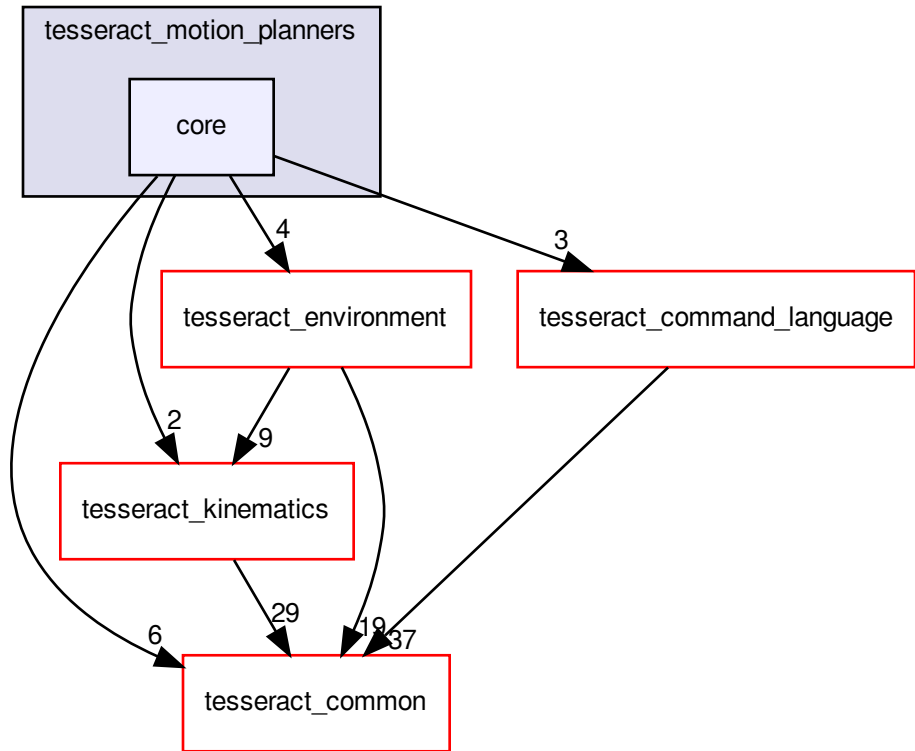 tesseract_motion_planners
core
4
3
tesseract_environment
tesseract_command_language
2
9
tesseract_kinematics
29
19
37
6
tesseract_common